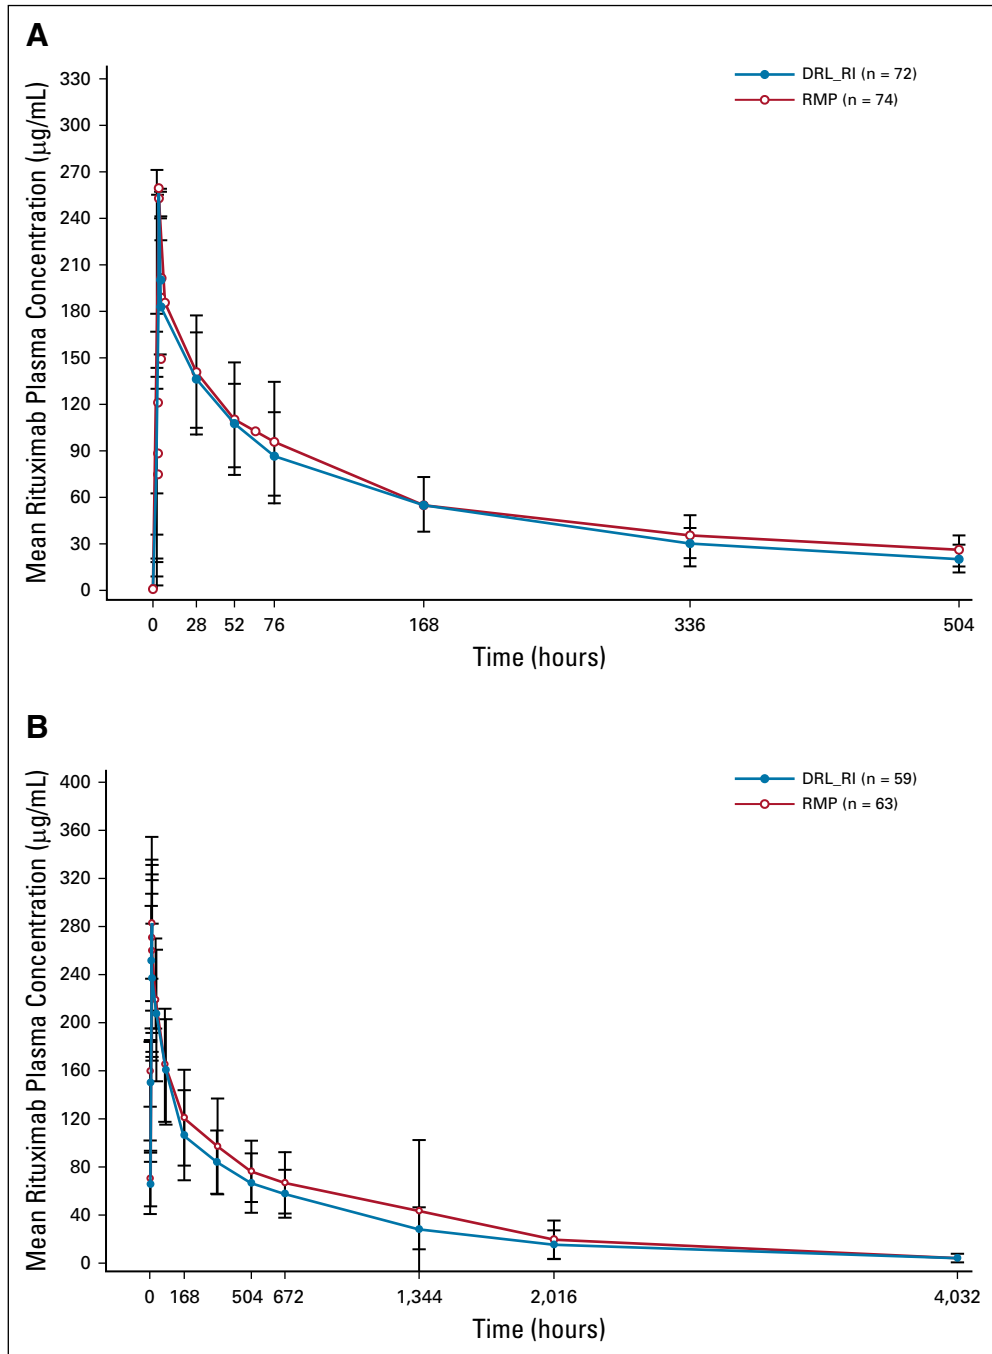 A
DRL_RI (n = 72)
RMP (n = 74)
Mean Rituximab Plasma Concentration (µg/mL)
330
300
270
240
210
180
150
120
90
60
30
0
0 28 52 76 168 336 504
Time (hours)
B
DRL_RI (n = 59)
RMP (n = 63)
Mean Rituximab Plasma Concentration (µg/mL)
400
360
320
280
240
200
160
120
80
40
0
0 168 504 672 1,344 2,016 4,032
Time (hours)